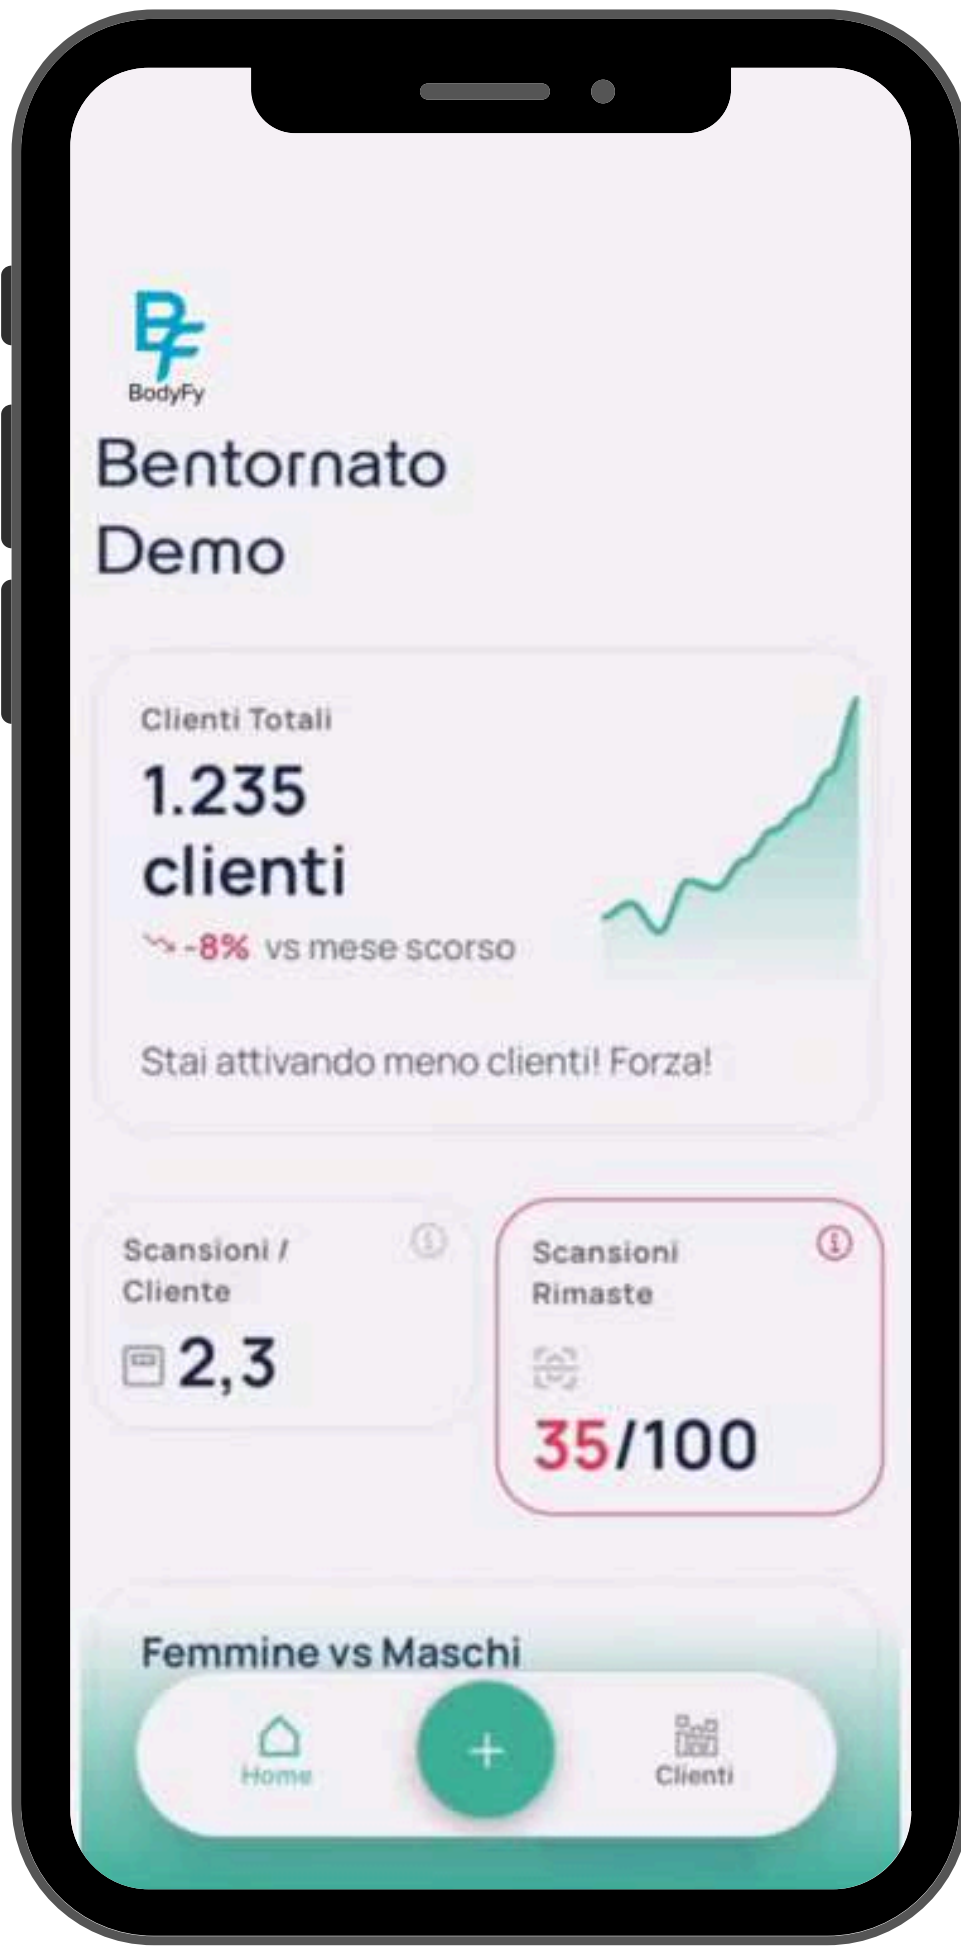 BF
BodyFy
Bentornato
Demo
Clienti Totali
1.235
clienti
-8% vs mese scorso
Stai attivando meno clienti! Forza!
Scansioni /
Cliente
2,3
Scansioni
Rimaste
35/100
Femmine vs Maschi
Home
Clienti